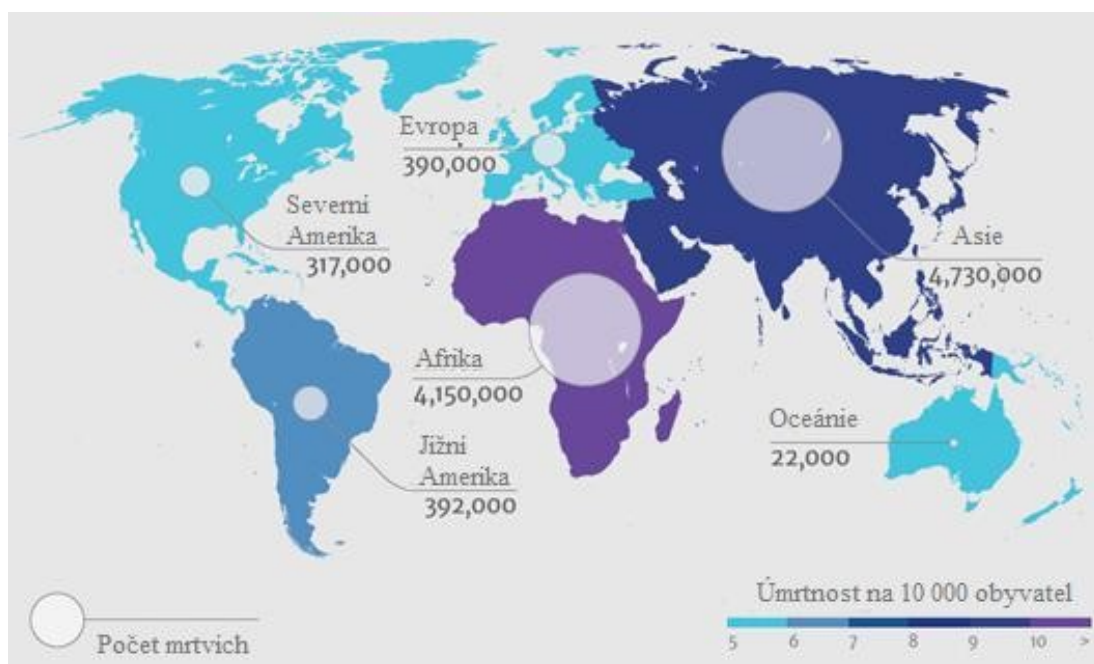 Evropa
390,000
Severní
Amerika
317,000
Asie
4,730,000
Afrika
4,150,000
Oceánie
22,000
Jižní
Amerika
392,000
Úmrtnost na 10 000 obyvatel
5 6 7 8 9 10 >
Počet mrtvich